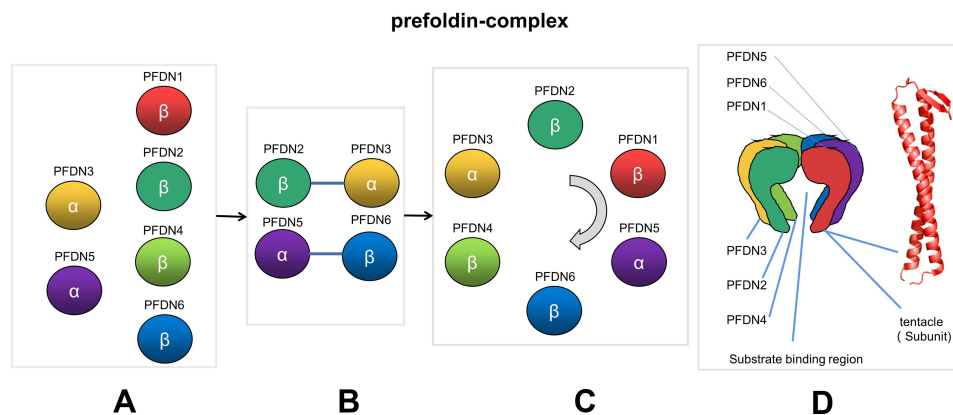 prefoldin-complex
PFDN1
β
PFDN2
β
PFDN3
α
PFDN4
β
PFDN5
α
PFDN6
β
A
PFDN2
β
PFDN3
α
PFDN5
α
PFDN6
β
B
PFDN2
β
PFDN3
α
PFDN1
β
PFDN4
β
PFDN5
α
PFDN6
β
C
PFDN5
PFDN6
PFDN1
PFDN3
PFDN2
PFDN4
tentacle
( Subunit)
Substrate binding region
D